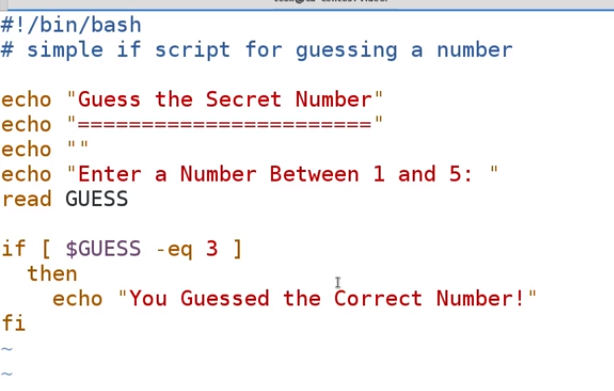 #!/bin/bash
# simple if script for guessing a number
echo "Guess the Secret Number"
echo "======================="
echo ""
echo "Enter a Number Between 1 and 5: "
read GUESS
if [ $GUESS -eq 3 ]
then
echo "You Guessed the Correct Number!"
fi
~
~